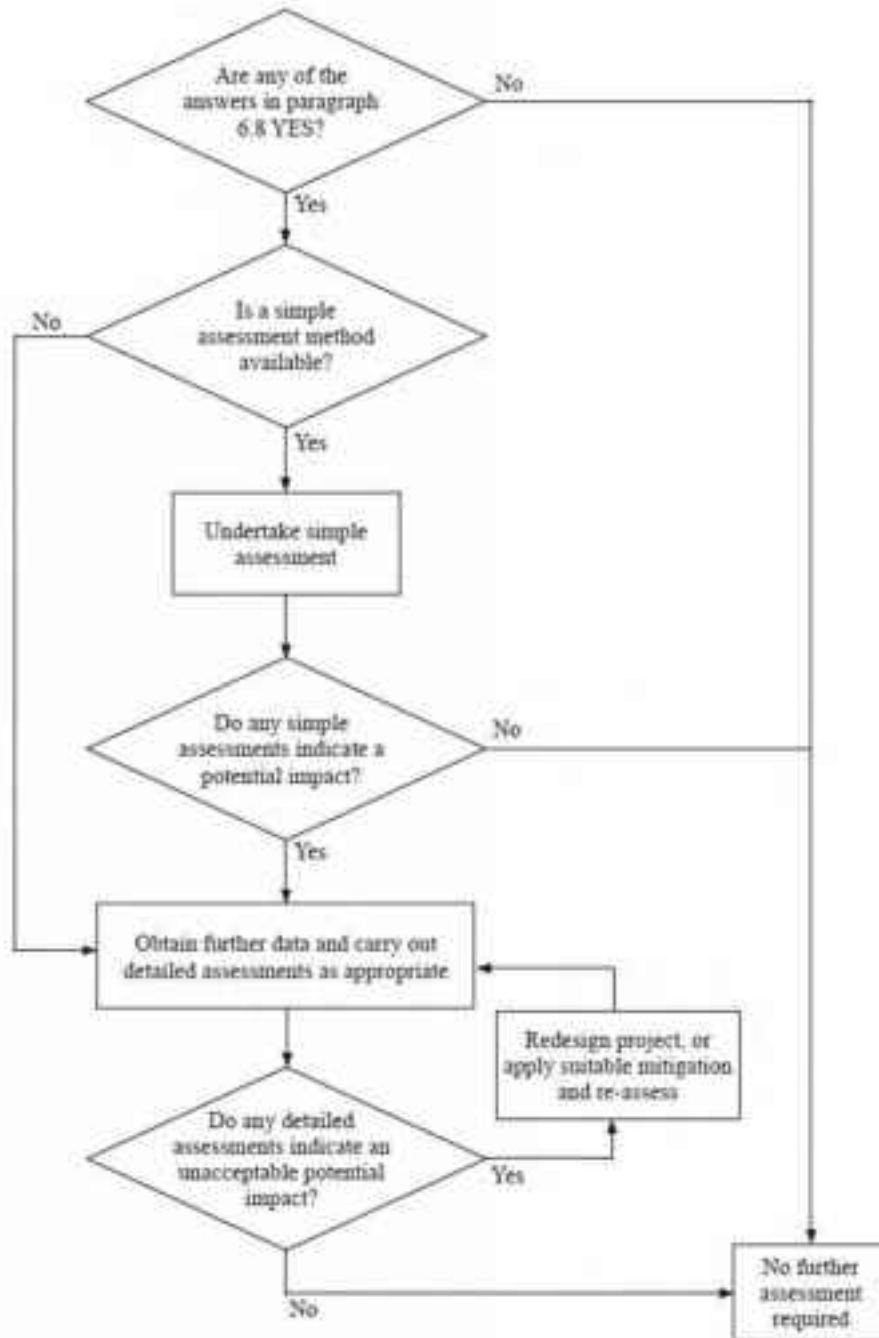 Are any of the
answers in paragraph
6.8 YES?
No
Yes
Is a simple
assessment method
available?
No
Yes
Undertake simple
assessment
Do any simple
assessments indicate a
potential impact?
No
Yes
Obtain further data and carry out
detailed assessments as appropriate
Redesign project, or
apply suitable mitigation
and re-assess
Do any detailed
assessments indicate an
unacceptable potential
impact?
Yes
No
No further
assessment
required